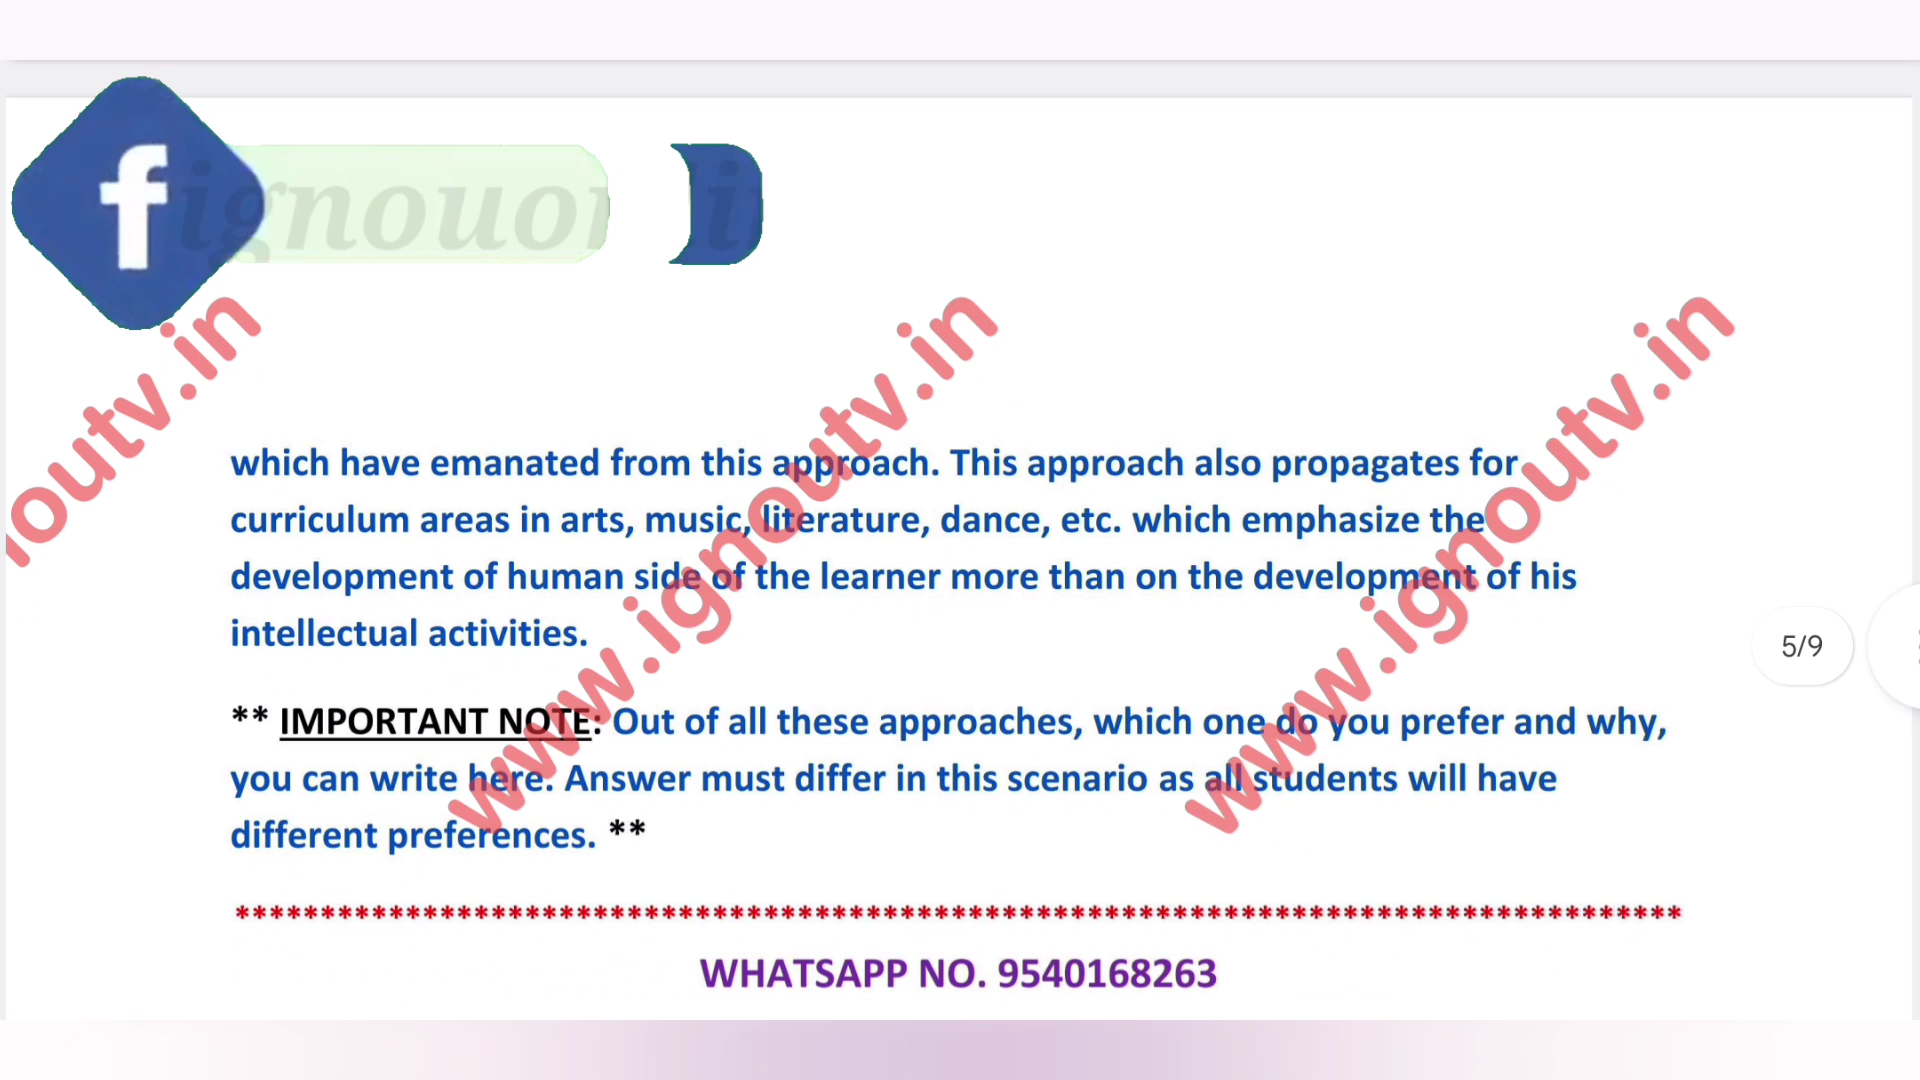 f
ignouon
which have emanated from this approach. This approach also propagates for
curriculum areas in arts, music, literature, dance, etc. which emphasize the
development of human side of the learner more than on the development of his
intellectual activities.
5/9
** IMPORTANT NOTE: Out of all these approaches, which one do you prefer and why,
you can write here. Answer must differ in this scenario as all students will have
different preferences. **
*************************************************************************************
WHATSAPP NO. 9540168263
noutv.in
www.ignoutv.in
www.ignoutv.in